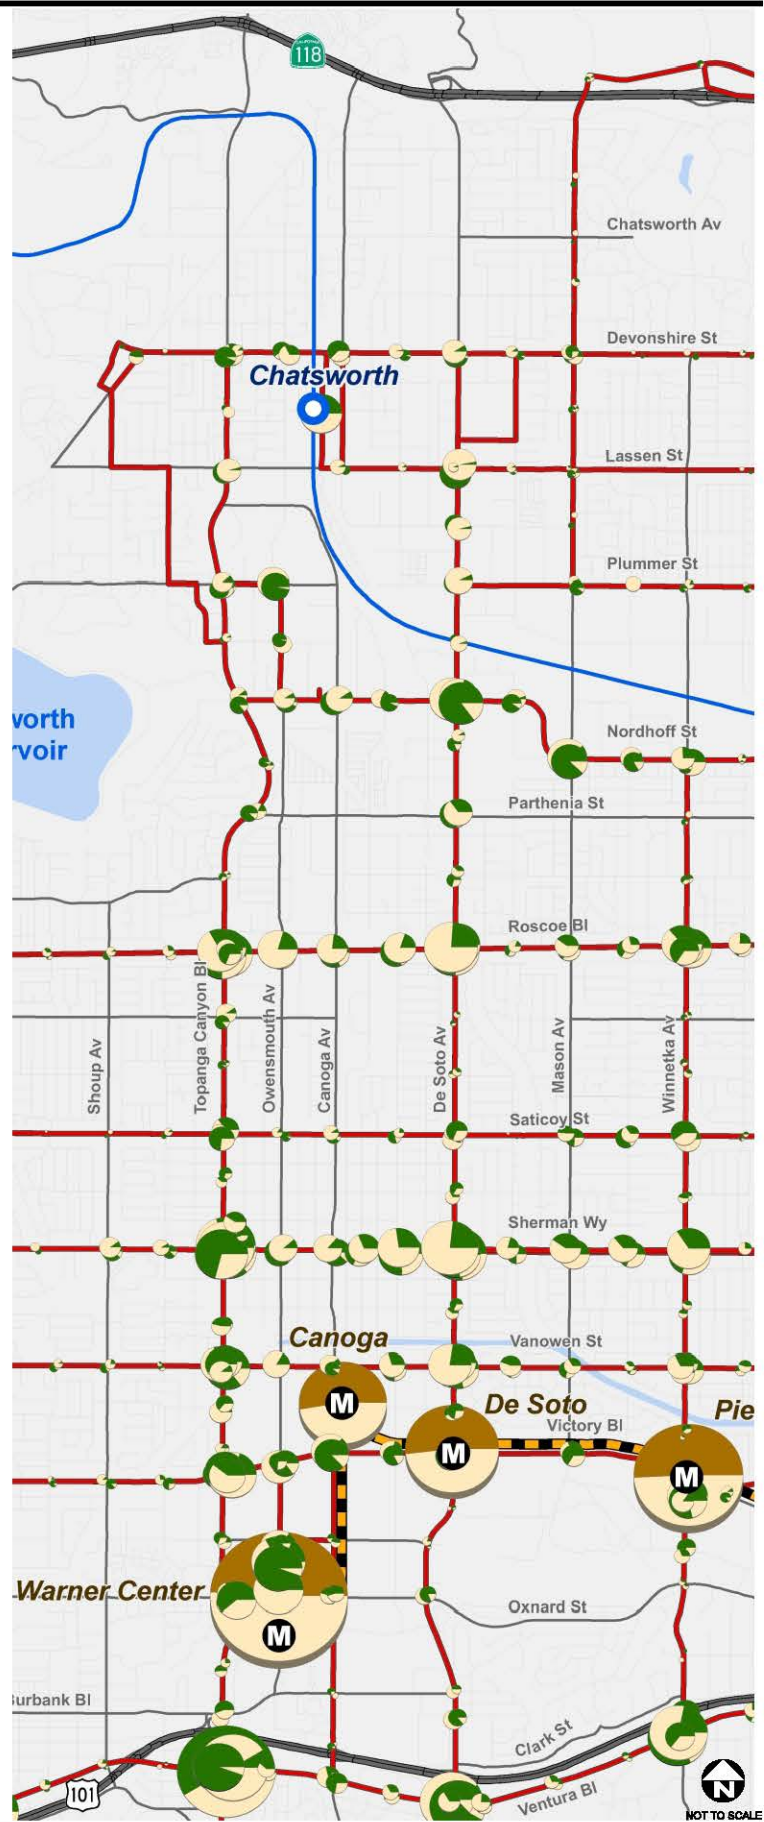 CALIFORNIA
118
Chatsworth Av
Devonshire St
Chatsworth
Lassen St
Plummer St
worth
rvoir
Nordhoff St
Parthenia St
Roscoe Bl
Shoup Av
Topanga Canyon Bl
Owensmouth Av
Canoga Av
De Soto Av
Mason Av
Winnetka Av
Saticoy St
Sherman Wy
Canoga
Vanowen St
De Soto
Pie
Victory Bl
M
M
M
Warner Center
Oxnard St
M
urbank Bl
Clark St
101
Ventura Bl
N
NOT TO SCALE